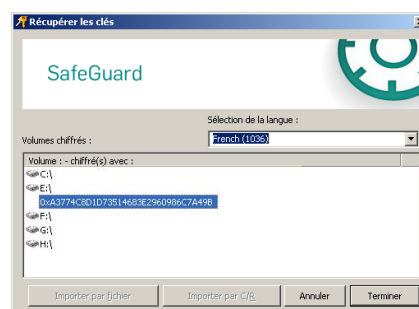 Récupérer les clés
SafeGuard
Sélection de la langue :
Volumes chiffrés :
French (1036)
Volume : - chiffré(s) avec :
C:\
E:\
0xA3774C8D1D73514683E2960986C7A49B
F:\
G:\
H:\
Importer par fichier
Importer par C/R
Annuler
Terminer